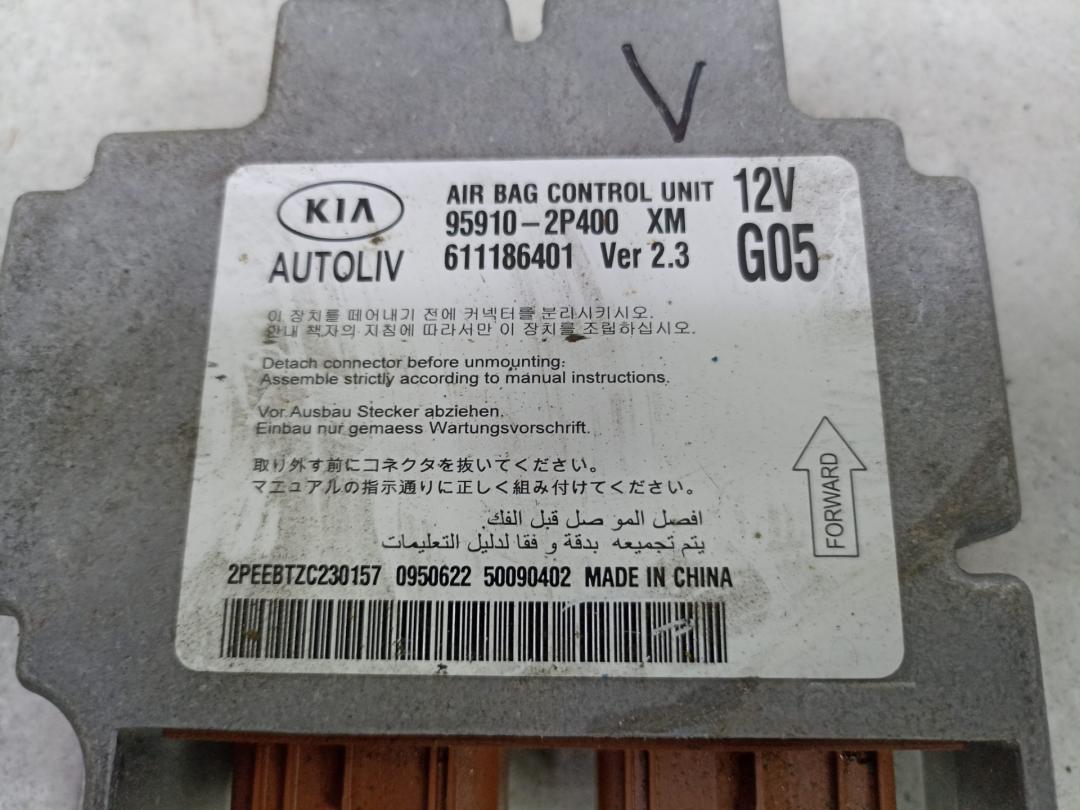 V
KIA
AUTOLIV
AIR BAG CONTROL UNIT 12V
95910-2P400 XM
611186401 Ver 2.3 G05
이 장치를 떼어내기 전에 커넥터를 분리시키시오.
안내 책자의 지침에 따라서만 이 장치를 조립하십시오.
Detach connector before unmounting:
Assemble strictly according to manual instructions.
Vor Ausbau Stecker abziehen.
Einbau nur gemaess Wartungsvorschrift.
取り外す前にコネクタを抜いてください。
マニュアルの指示通りに正しく組み付けてください。
افصل المو صل قبل الفك
يتم تجميعه بدقة و فقا لدليل التعليمات
FORWARD
2PEEBTZC230157 0950622 50090402 MADE IN CHINA